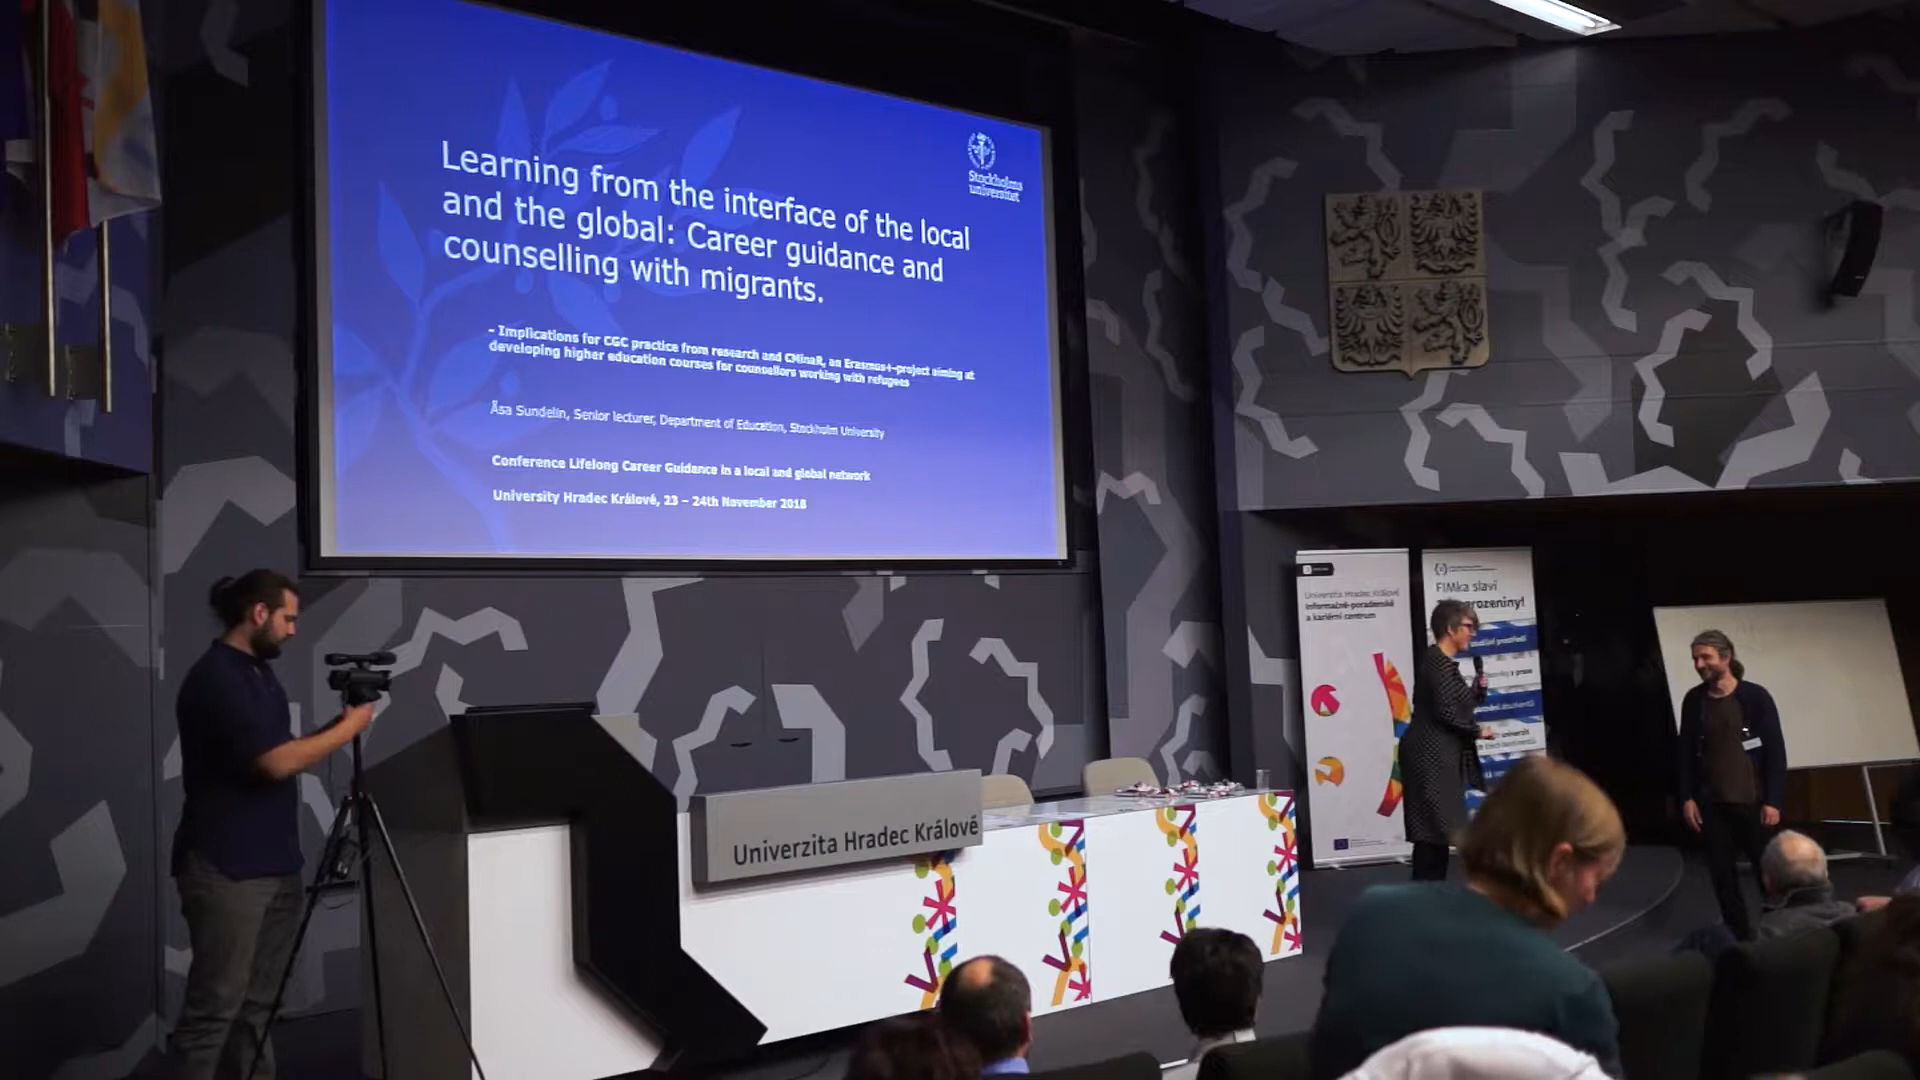 Learning from the interface of the local
and the global: Career guidance and
counselling with migrants.
Stockholms
universitet
- Implications for CGC practice from research and CMinaR, an Erasmus+-project aiming at
developing higher education courses for counsellors working with refugees
Åsa Sundelin, Senior lecturer, Department of Education, Stockholm University
Conference Lifelong Career Guidance in a local and global network
University Hradec Králové, 23 – 24th November 2018
Univerzita Hradec Králové
Informačně-poradenské
a kariérní centrum
FIMka slaví
Univerzita Hradec Králové